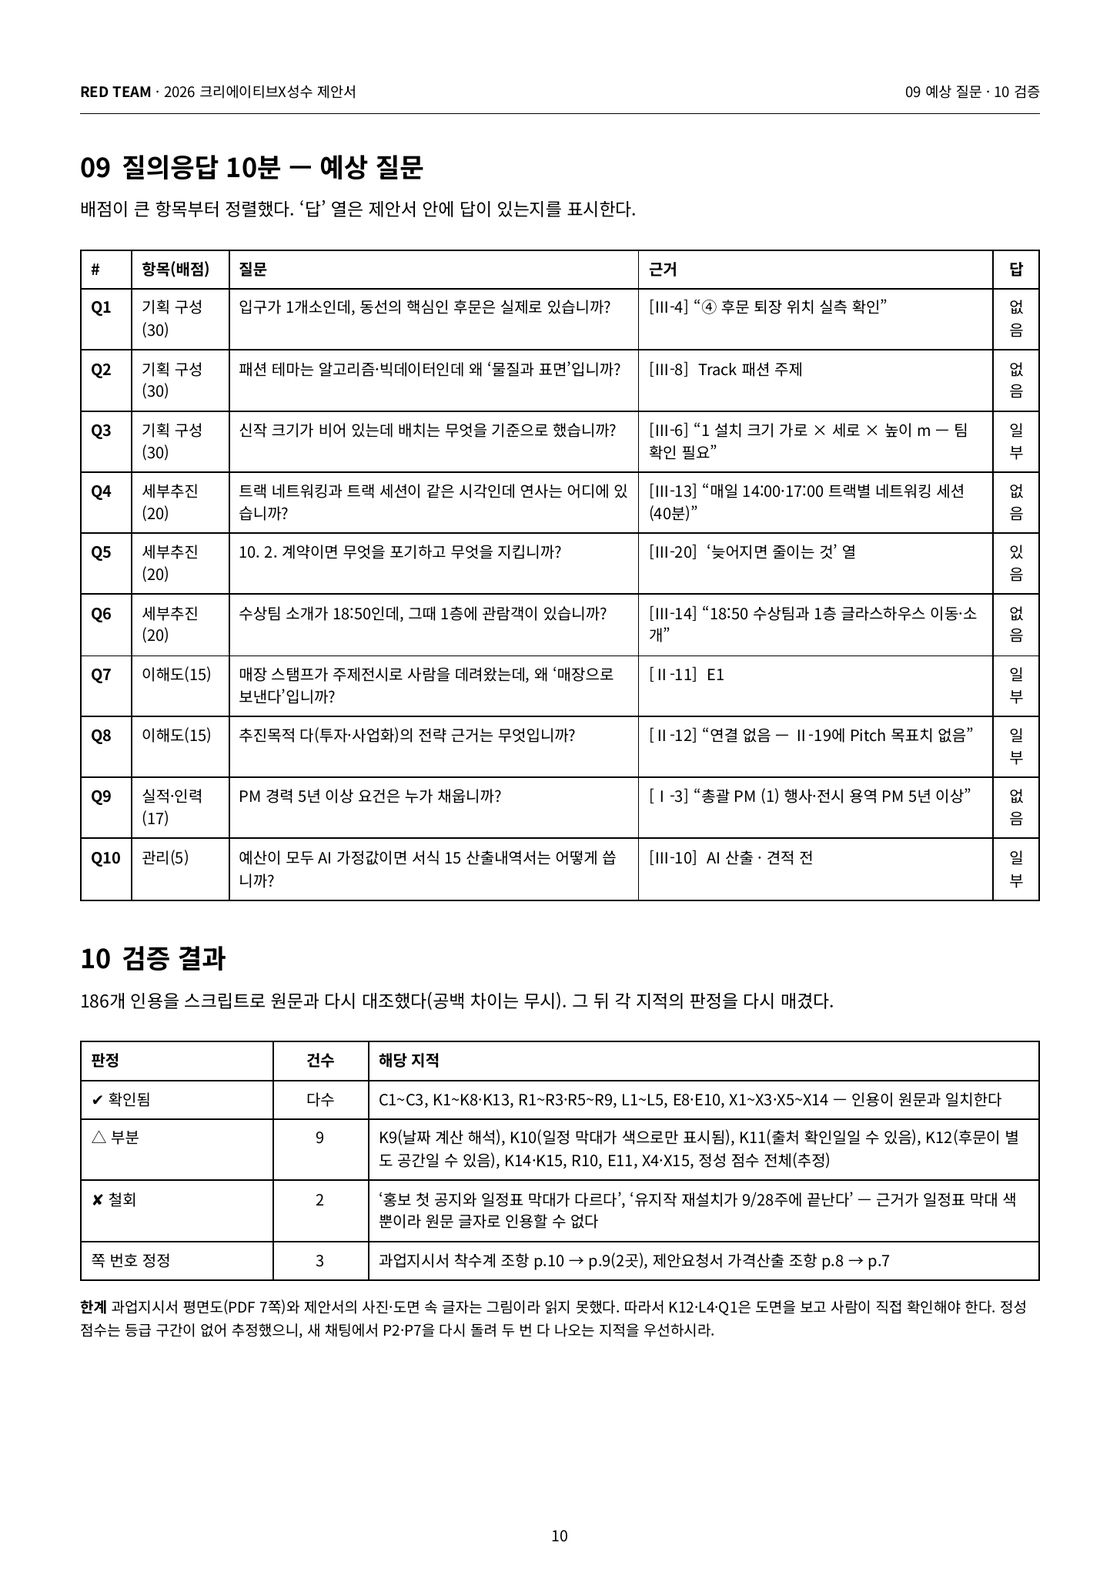 RED TEAM · 2026 크리에이티브X성수 제안서
09 예상 질문 · 10 검증
09 질의응답 10분 — 예상 질문
배점이 큰 항목부터 정렬했다. ‘답’ 열은 제안서 안에 답이 있는지를 표시한다.
# 항목(배점) 질문 근거 답
Q1 기획 구성 입구가 1개소인데, 동선의 핵심인 후문은 실제로 있습니까? [Ⅲ-4] “④ 후문 퇴장 위치 실측 확인” 없
(30) 음
Q2 기획 구성 패션 테마는 알고리즘·빅데이터인데 왜 ‘물질과 표면’입니까? [Ⅲ-8] Track 패션 주제 없
(30) 음
Q3 기획 구성 신작 크기가 비어 있는데 배치는 무엇을 기준으로 했습니까? [Ⅲ-6] “1 설치 크기 가로 × 세로 × 높이 m — 팀 일
(30) 확인 필요” 부
Q4 세부추진 트랙 네트워킹과 트랙 세션이 같은 시각인데 연사는 어디에 있 [Ⅲ-13] “매일 14:00·17:00 트랙별 네트워킹 세션 없
(20) 습니까? (40분)” 음
Q5 세부추진 10. 2. 계약이면 무엇을 포기하고 무엇을 지킵니까? [Ⅲ-20] ‘늦어지면 줄이는 것’ 열 있
(20) 음
Q6 세부추진 수상팀 소개가 18:50인데, 그때 1층에 관람객이 있습니까? [Ⅲ-14] “18:50 수상팀과 1층 글라스하우스 이동·소 없
(20) 개” 음
Q7 이해도(15) 매장 스탬프가 주제전시로 사람을 데려왔는데, 왜 ‘매장으로 [Ⅱ-11] E1 일
보낸다’입니까? 부
Q8 이해도(15) 추진목적 다(투자·사업화)의 전략 근거는 무엇입니까? [Ⅱ-12] “연결 없음 — Ⅱ-19에 Pitch 목표치 없음” 일
부
Q9 실적·인력 PM 경력 5년 이상 요건은 누가 채웁니까? [Ⅰ-3] “총괄 PM (1) 행사·전시 용역 PM 5년 이상” 없
(17) 음
Q10 관리(5) 예산이 모두 AI 가정값이면 서식 15 산출내역서는 어떻게 씁 [Ⅲ-10] AI 산출 · 견적 전 일
니까? 부
10 검증 결과
186개 인용을 스크립트로 원문과 다시 대조했다(공백 차이는 무시). 그 뒤 각 지적의 판정을 다시 매겼다.
판정 건수 해당 지적
✔ 확인됨 다수 C1~C3, K1~K8·K13, R1~R3·R5~R9, L1~L5, E8·E10, X1~X3·X5~X14 — 인용이 원문과 일치한다
△ 부분 9 K9(날짜 계산 해석), K10(일정 막대가 색으로만 표시됨), K11(출처 확인일일 수 있음), K12(후문이 별
도 공간일 수 있음), K14·K15, R10, E11, X4·X15, 정성 점수 전체(추정)
✘ 철회 2 ‘홍보 첫 공지와 일정표 막대가 다르다’, ‘유지작 재설치가 9/28주에 끝난다’ — 근거가 일정표 막대 색
뿐이라 원문 글자로 인용할 수 없다
쪽 번호 정정 3 과업지시서 착수계 조항 p.10 → p.9(2곳), 제안요청서 가격산출 조항 p.8 → p.7
한계 과업지시서 평면도(PDF 7쪽)와 제안서의 사진·도면 속 글자는 그림이라 읽지 못했다. 따라서 K12·L4·Q1은 도면을 보고 사람이 직접 확인해야 한다. 정성
점수는 등급 구간이 없어 추정했으니, 새 채팅에서 P2·P7을 다시 돌려 두 번 다 나오는 지적을 우선하시라.
10